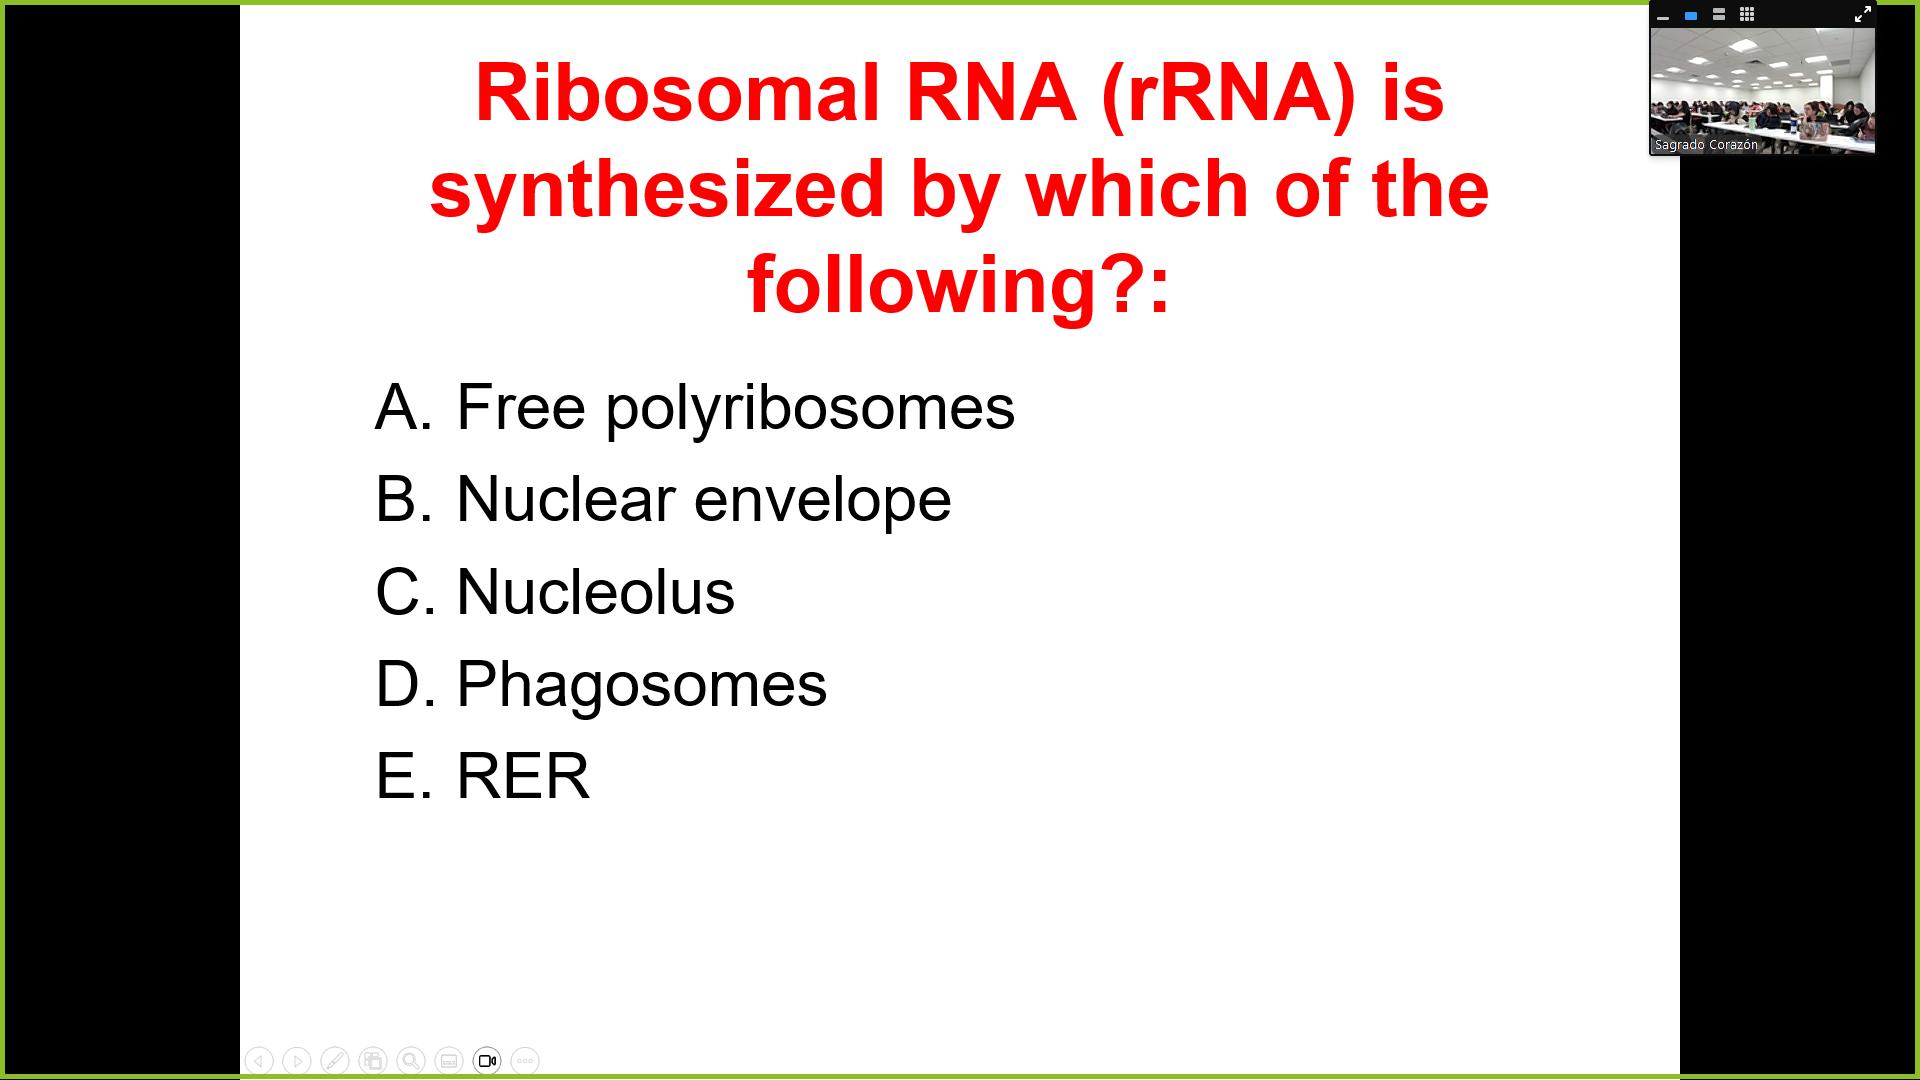 Ribosomal RNA (rRNA) is
synthesized by which of the
following?:
A. Free polyribosomes
B. Nuclear envelope
C. Nucleolus
D. Phagosomes
E. RER
Sagrado Corazón